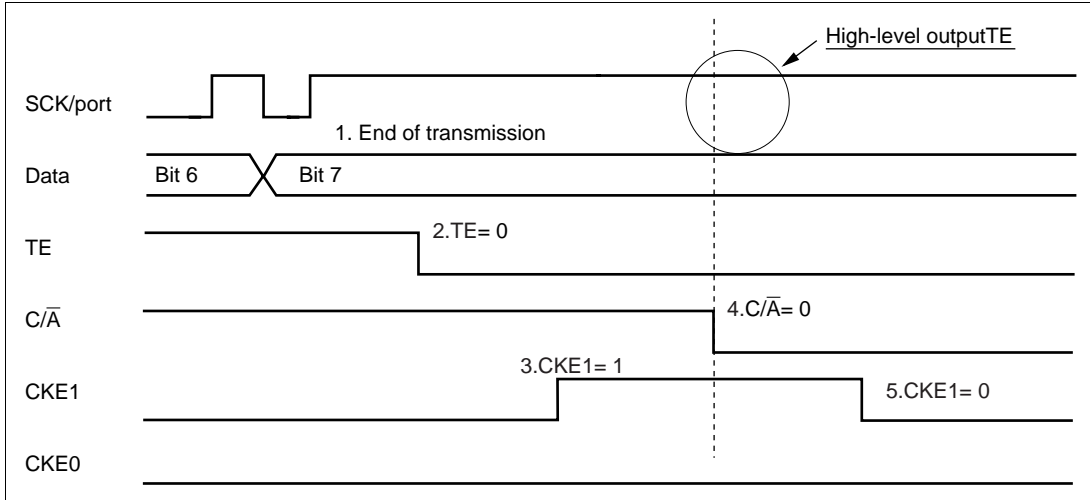 High-level outputTE
SCK/port
1. End of transmission
Data
Bit 6
Bit 7
TE
2.TE= 0
C/A̅
4.C/A̅= 0
3.CKE1= 1
CKE1
5.CKE1= 0
CKE0